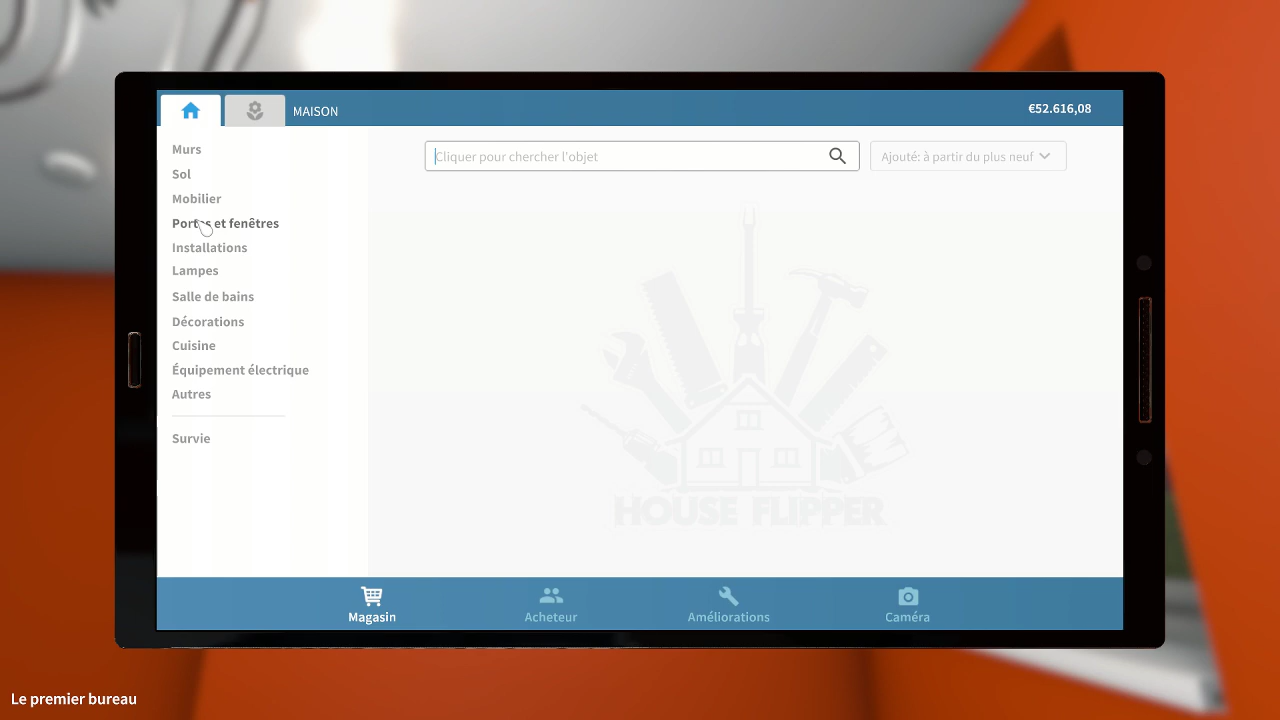 MAISON
€52.616,08
Cliquer pour chercher l'objet
Ajouté: à partir du plus neuf
Murs
Sol
Mobilier
Portes et fenêtres
Installations
Lampes
Salle de bains
Décorations
Cuisine
Équipement électrique
Autres
Survie
HOUSE FLIPPER
Magasin
Acheteur
Améliorations
Caméra
Le premier bureau